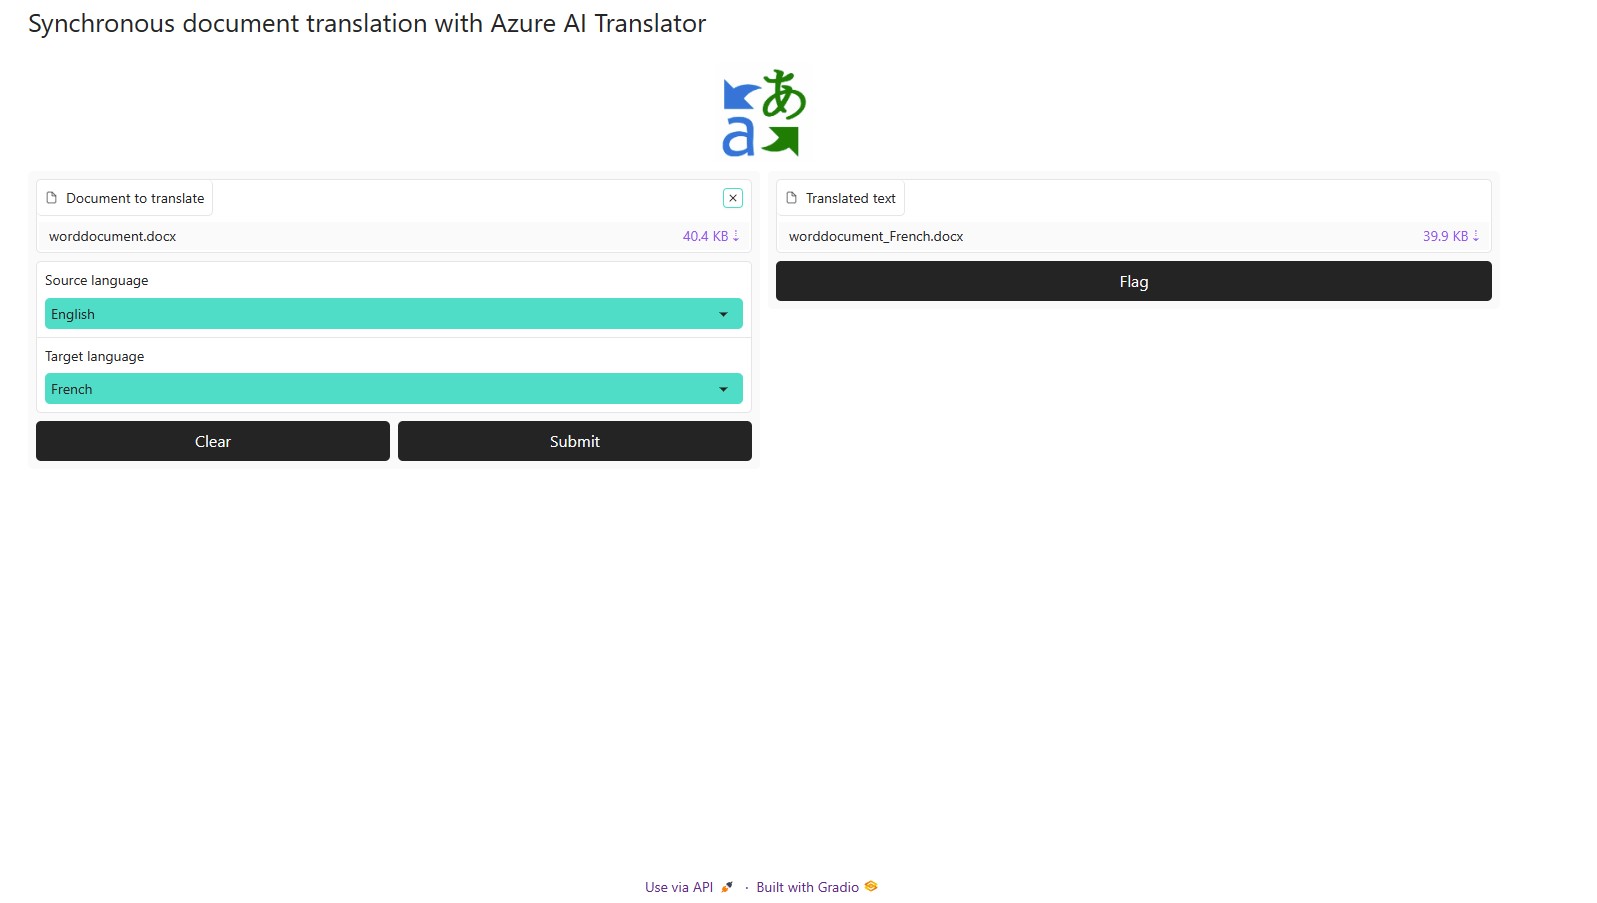 Synchronous document translation with Azure AI Translator
あ
a
Document to translate
worddocument.docx 40.4 KB ⇣
Source language
English
Target language
French
Clear Submit
Translated text
worddocument_French.docx 39.9 KB ⇣
Flag
Use via API 🚀 · Built with Gradio